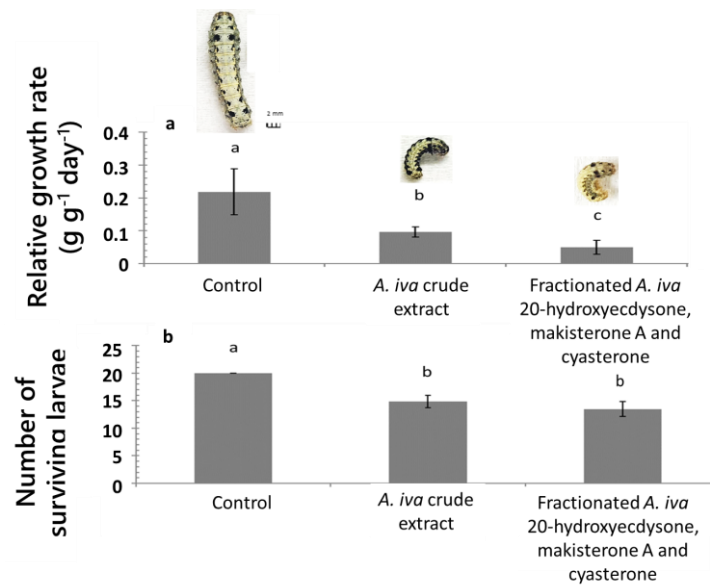 2 mm
Relative growth rate
(g g⁻¹ day⁻¹)
a
0.4
0.3
0.2
0.1
0
a
b
c
Control
A. iva crude
extract
Fractionated A. iva
20-hydroxyecdysone,
makisterone A and
cyasterone
Number of
surviving larvae
b
25
20
15
10
5
0
a
b
b
Control
A. iva crude
extract
Fractionated A. iva
20-hydroxyecdysone,
makisterone A and
cyasterone